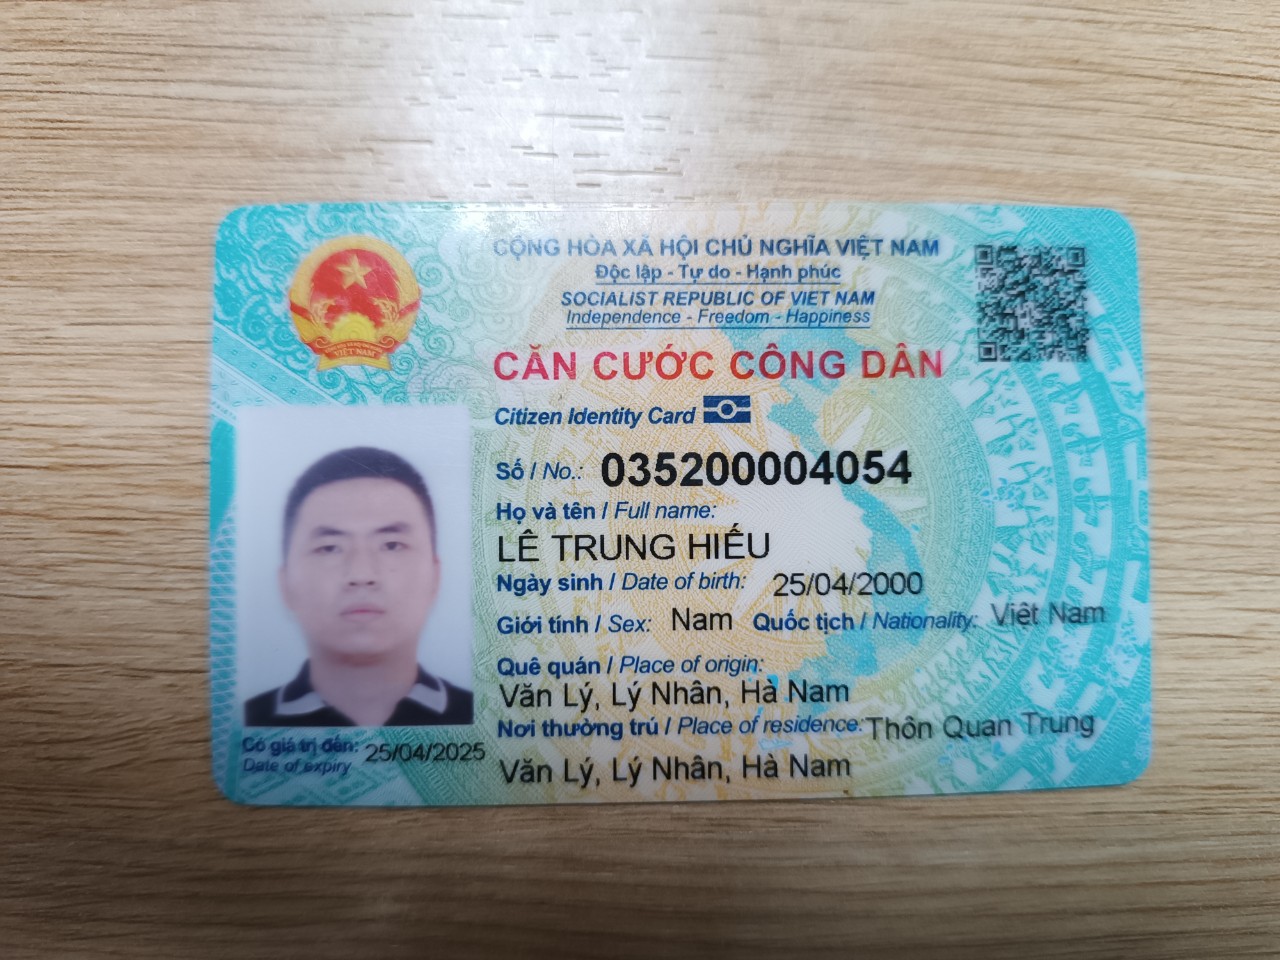 CỘNG HÒA XÃ HỘI CHỦ NGHĨA VIỆT NAM
Độc lập - Tự do - Hạnh phúc
SOCIALIST REPUBLIC OF VIET NAM
Independence - Freedom - Happiness
CĂN CƯỚC CÔNG DÂN
Citizen Identity Card
Số / No.: 035200004054
Họ và tên / Full name:
LÊ TRUNG HIẾU
Ngày sinh / Date of birth: 25/04/2000
Giới tính / Sex: Nam Quốc tịch / Nationality: Việt Nam
Quê quán / Place of origin:
Văn Lý, Lý Nhân, Hà Nam
Nơi thường trú / Place of residence: Thôn Quan Trung
Văn Lý, Lý Nhân, Hà Nam
Có giá trị đến: 25/04/2025
Date of expiry
VIỆT NAM